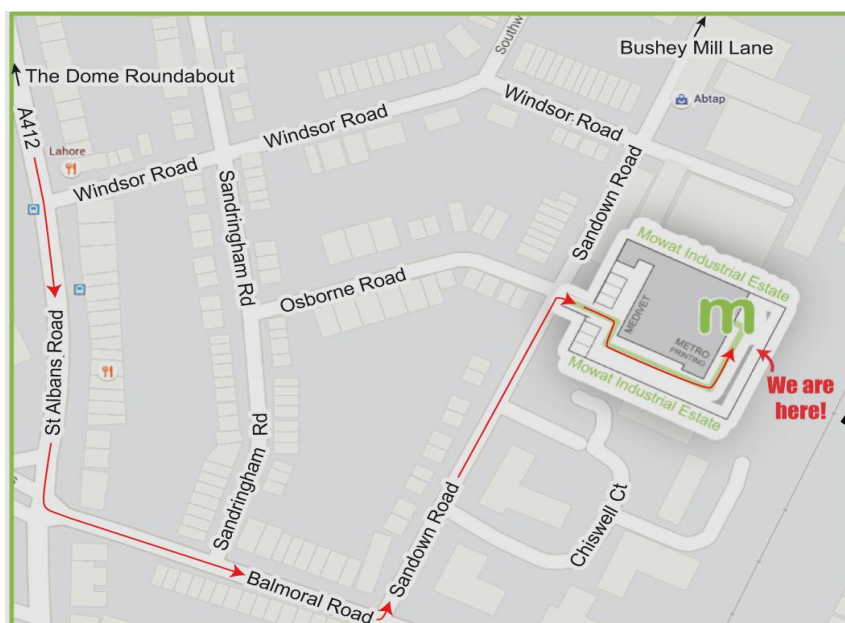 Southw
Bushey Mill Lane
The Dome Roundabout
A412
Abtap
Windsor Road
Windsor Road
Lahore
Windsor Road
Sandringham Rd
Sandown Road
Mowat Industrial Estate
Osborne Road
MEDIVET
m
METRO
PRINTING
We are
here!
Mowat Industrial Estate
St Albans Road
Sandringham Rd
Sandown Road
Chiswell Ct
Balmoral Road